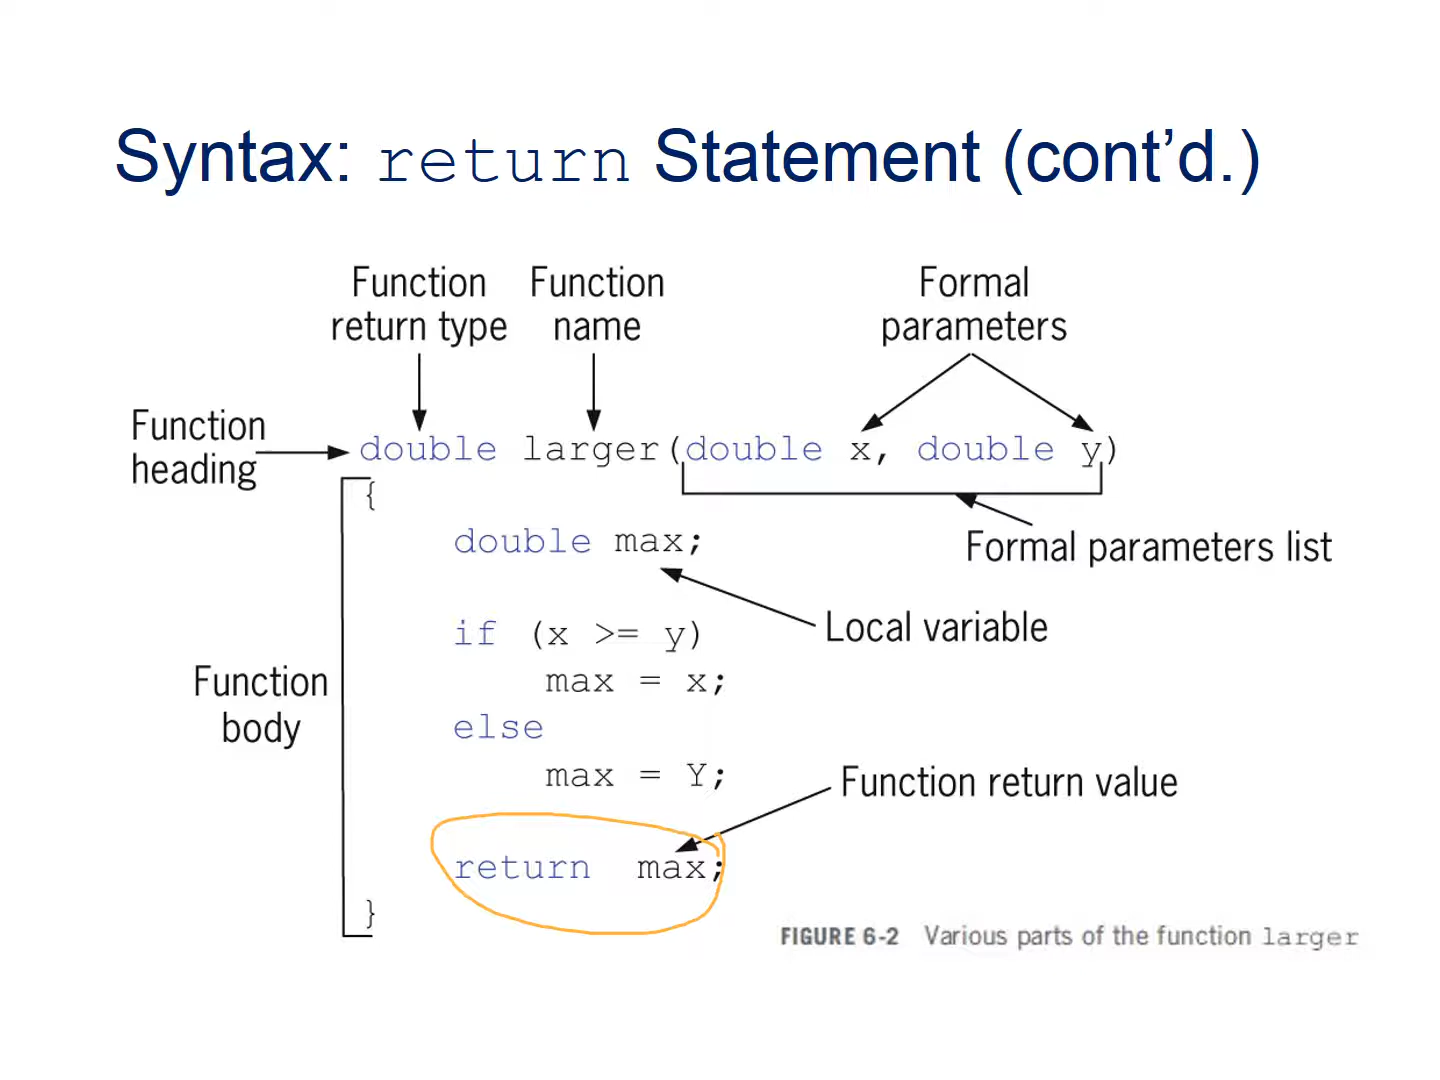 Syntax: return Statement (cont’d.)
Function
return type
Function
name
Formal
parameters
Function
heading
double larger(double x, double y)
{
Formal parameters list
double max;
Local variable
if (x >= y)
max = x;
Function
body
else
max = Y;
Function return value
return max;
}
FIGURE 6-2 Various parts of the function larger